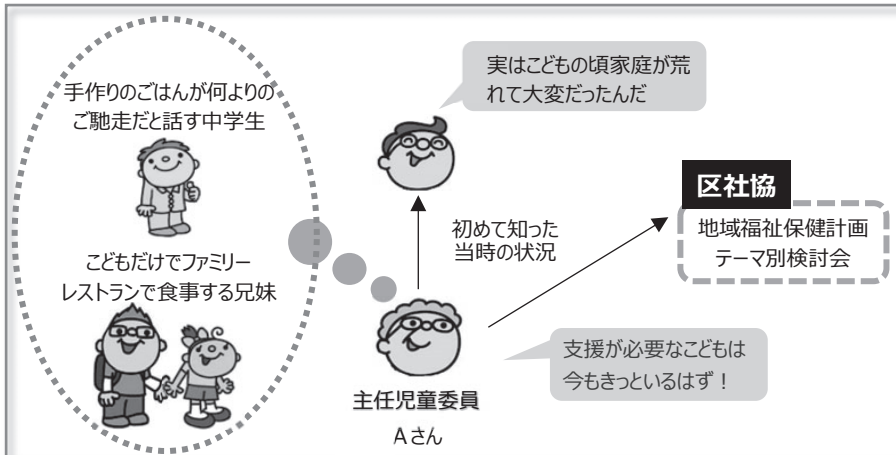 手作りのごはんが何よりの
ご馳走だと話す中学生
こどもだけでファミリー
レストランで食事する兄妹
実はこどもの頃家庭が荒
れて大変だったんだ
初めて知った
当時の状況
区社協
地域福祉保健計画
テーマ別検討会
支援が必要なこどもは
今もきっといるはず！
主任児童委員
Aさん